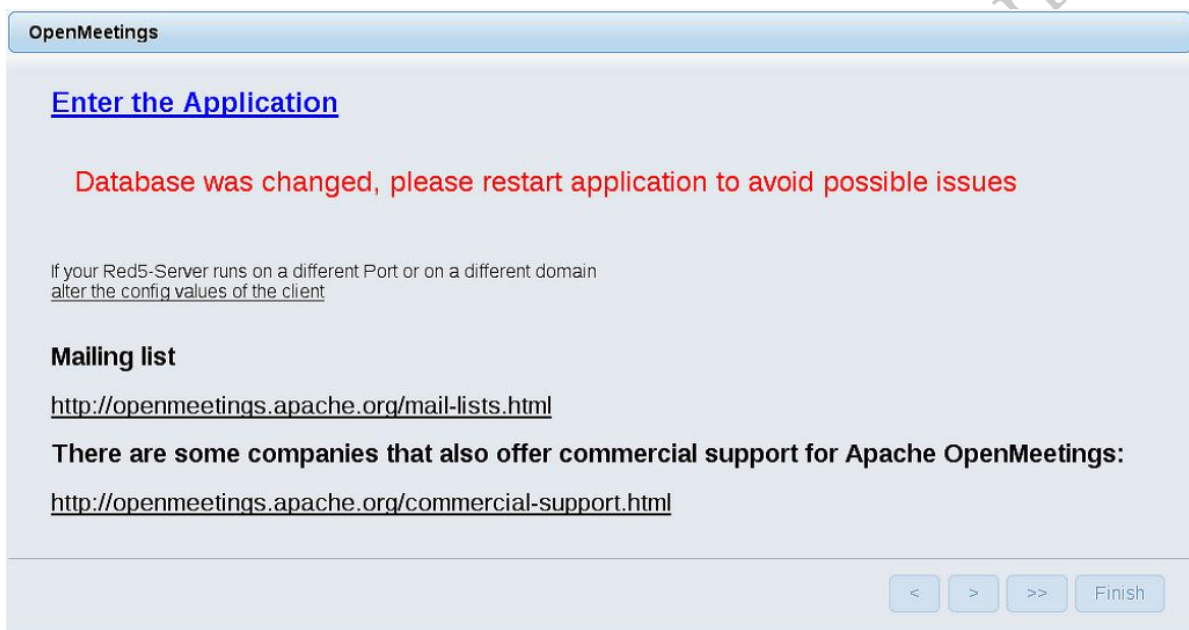 OpenMeetings
Enter the Application
Database was changed, please restart application to avoid possible issues
If your Red5-Server runs on a different Port or on a different domain
alter the config values of the client
Mailing list
http://openmeetings.apache.org/mail-lists.html
There are some companies that also offer commercial support for Apache OpenMeetings:
http://openmeetings.apache.org/commercial-support.html
< > >> Finish